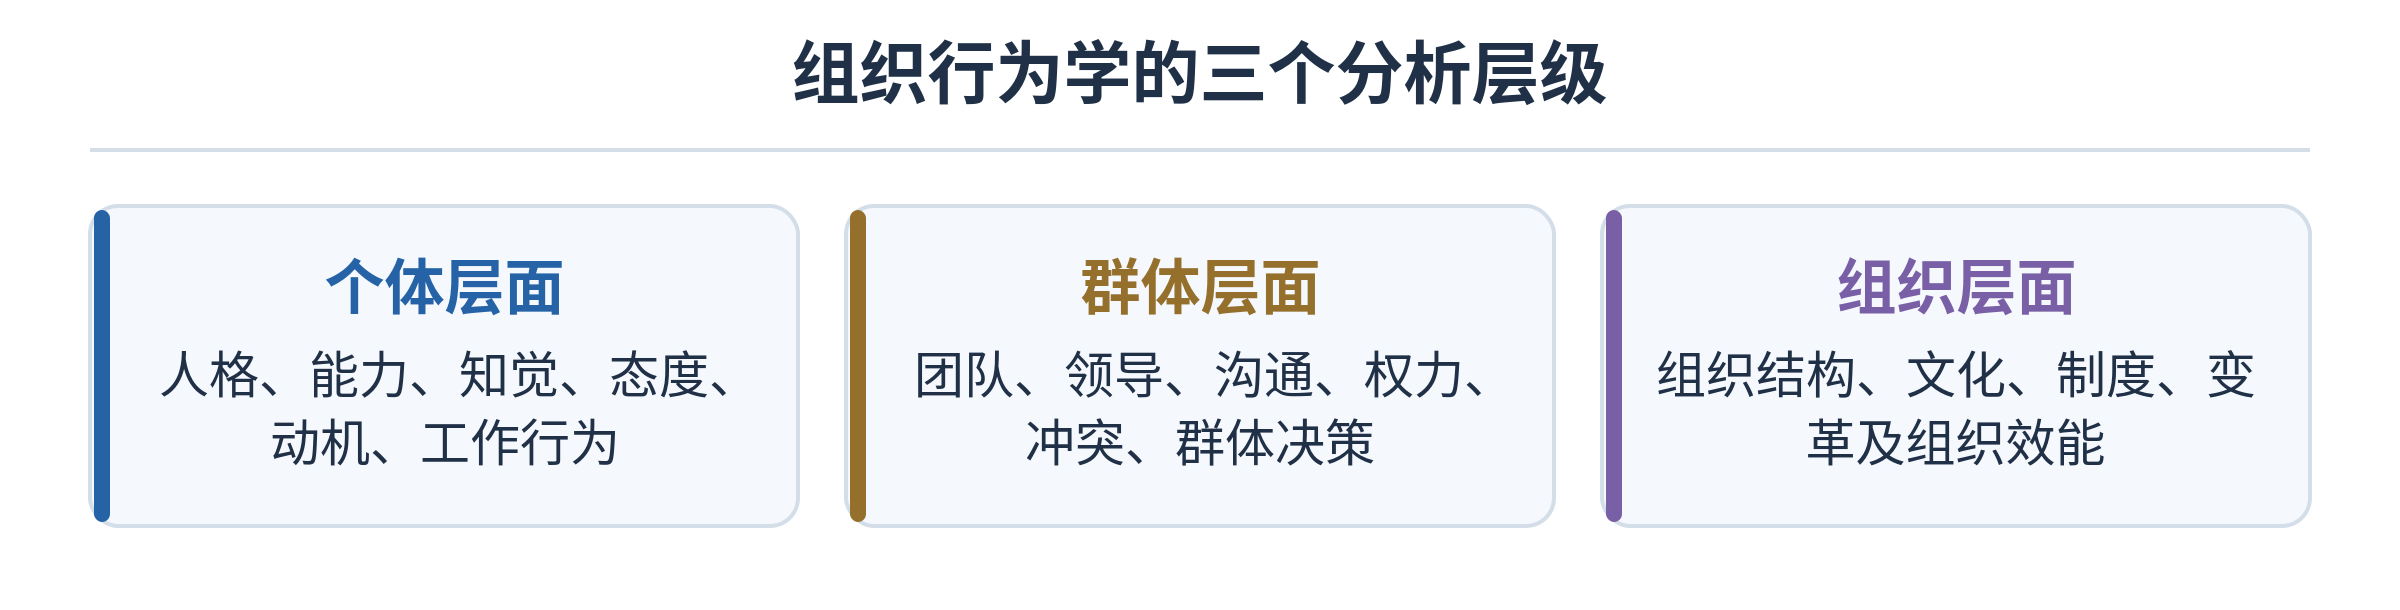 组织行为学的三个分析层级
个体层面
人格、能力、知觉、态度、
动机、工作行为
群体层面
团队、领导、沟通、权力、
冲突、群体决策
组织层面
组织结构、文化、制度、变
革及组织效能